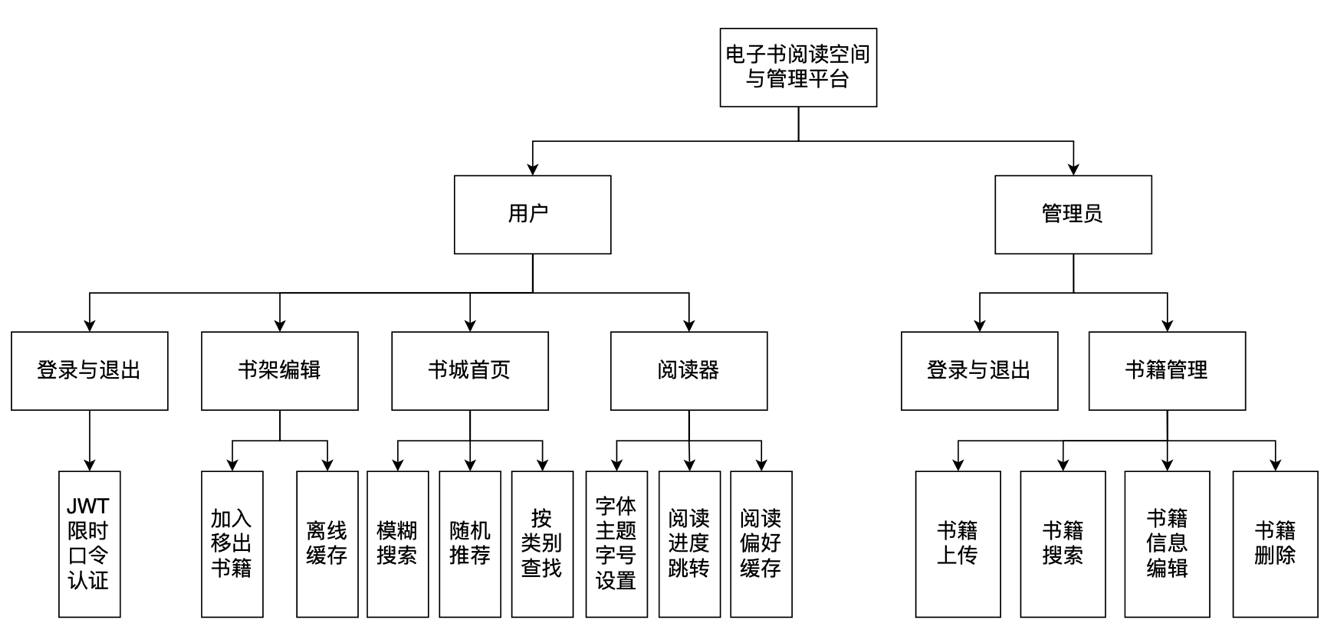 电子书阅读空间
与管理平台
用户
管理员
登录与退出
书架编辑
书城首页
阅读器
登录与退出
书籍管理
JWT
限时
口令
认证
加入
移出
书籍
离线
缓存
模糊
搜索
随机
推荐
按
类别
查找
字体
主题
字号
设置
阅读
进度
跳转
阅读
偏好
缓存
书籍
上传
书籍
搜索
书籍
信息
编辑
书籍
删除